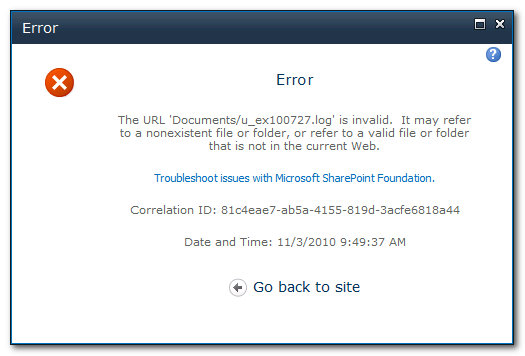 Error
Error
The URL 'Documents/u_ex100727.log' is invalid.  It may refer
to a nonexistent file or folder, or refer to a valid file or folder
that is not in the current Web.
Troubleshoot issues with Microsoft SharePoint Foundation.
Correlation ID: 81c4eae7-ab5a-4155-819d-3acfe6818a44
Date and Time: 11/3/2010 9:49:37 AM
Go back to site